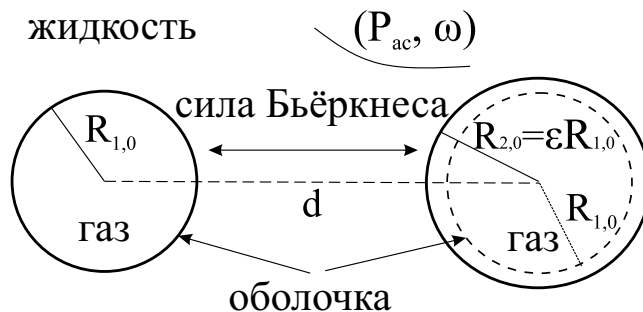 жидкость
(P_ac, ω)
сила Бьёркнеса
R_1,0
R_2,0=εR_1,0
d
R_1,0
газ
газ
оболочка